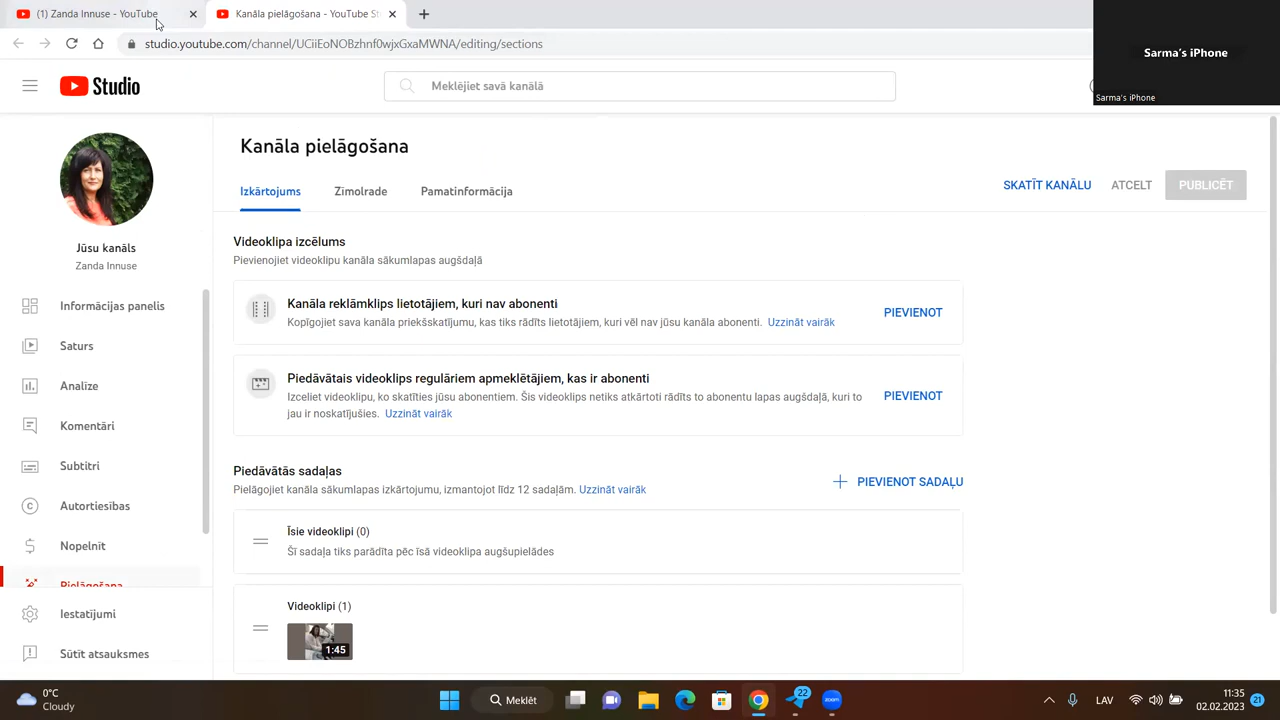 (1) Zanda Innuse - YouTube
Kanāla pielāgošana - YouTube St
studio.youtube.com/channel/UCiiEoNOBzhnf0wjxGxaMWNA/editing/sections
Sarma's iPhone
Sarma's iPhone
Studio
Meklējiet savā kanālā
Jūsu kanāls
Zanda Innuse
Informācijas panelis
Saturs
Analīze
Komentāri
Subtitri
Autortiesības
Nopelnīt
Pielāgošana
Iestatījumi
Sūtīt atsauksmes
Kanāla pielāgošana
Izkārtojums
Zīmolrade
Pamatinformācija
SKATĪT KANĀLU
ATCELT
PUBLICĒT
Videoklipa izcēlums
Pievienojiet videoklipu kanāla sākumlapas augšdaļā
Kanāla reklāmklips lietotājiem, kuri nav abonenti
Kopīgojiet sava kanāla priekšskatījumu, kas tiks rādīts lietotājiem, kuri vēl nav jūsu kanāla abonenti. Uzzināt vairāk
PIEVIENOT
Piedāvātais videoklips regulāriem apmeklētājiem, kas ir abonenti
Izceliet videoklipu, ko skatīties jūsu abonentiem. Šis videoklips netiks atkārtoti rādīts to abonentu lapas augšdaļā, kuri to
jau ir noskatījušies. Uzzināt vairāk
PIEVIENOT
Piedāvātās sadaļas
Pielāgojiet kanāla sākumlapas izkārtojumu, izmantojot līdz 12 sadaļām. Uzzināt vairāk
PIEVIENOT SADAĻU
Īsie videoklipi (0)
Šī sadaļa tiks parādīta pēc īsā videoklipa augšupielādes
Videoklipi (1)
1:45
0°C
Cloudy
Meklēt
22
zoom
LAV
11:35
02.02.2023
21